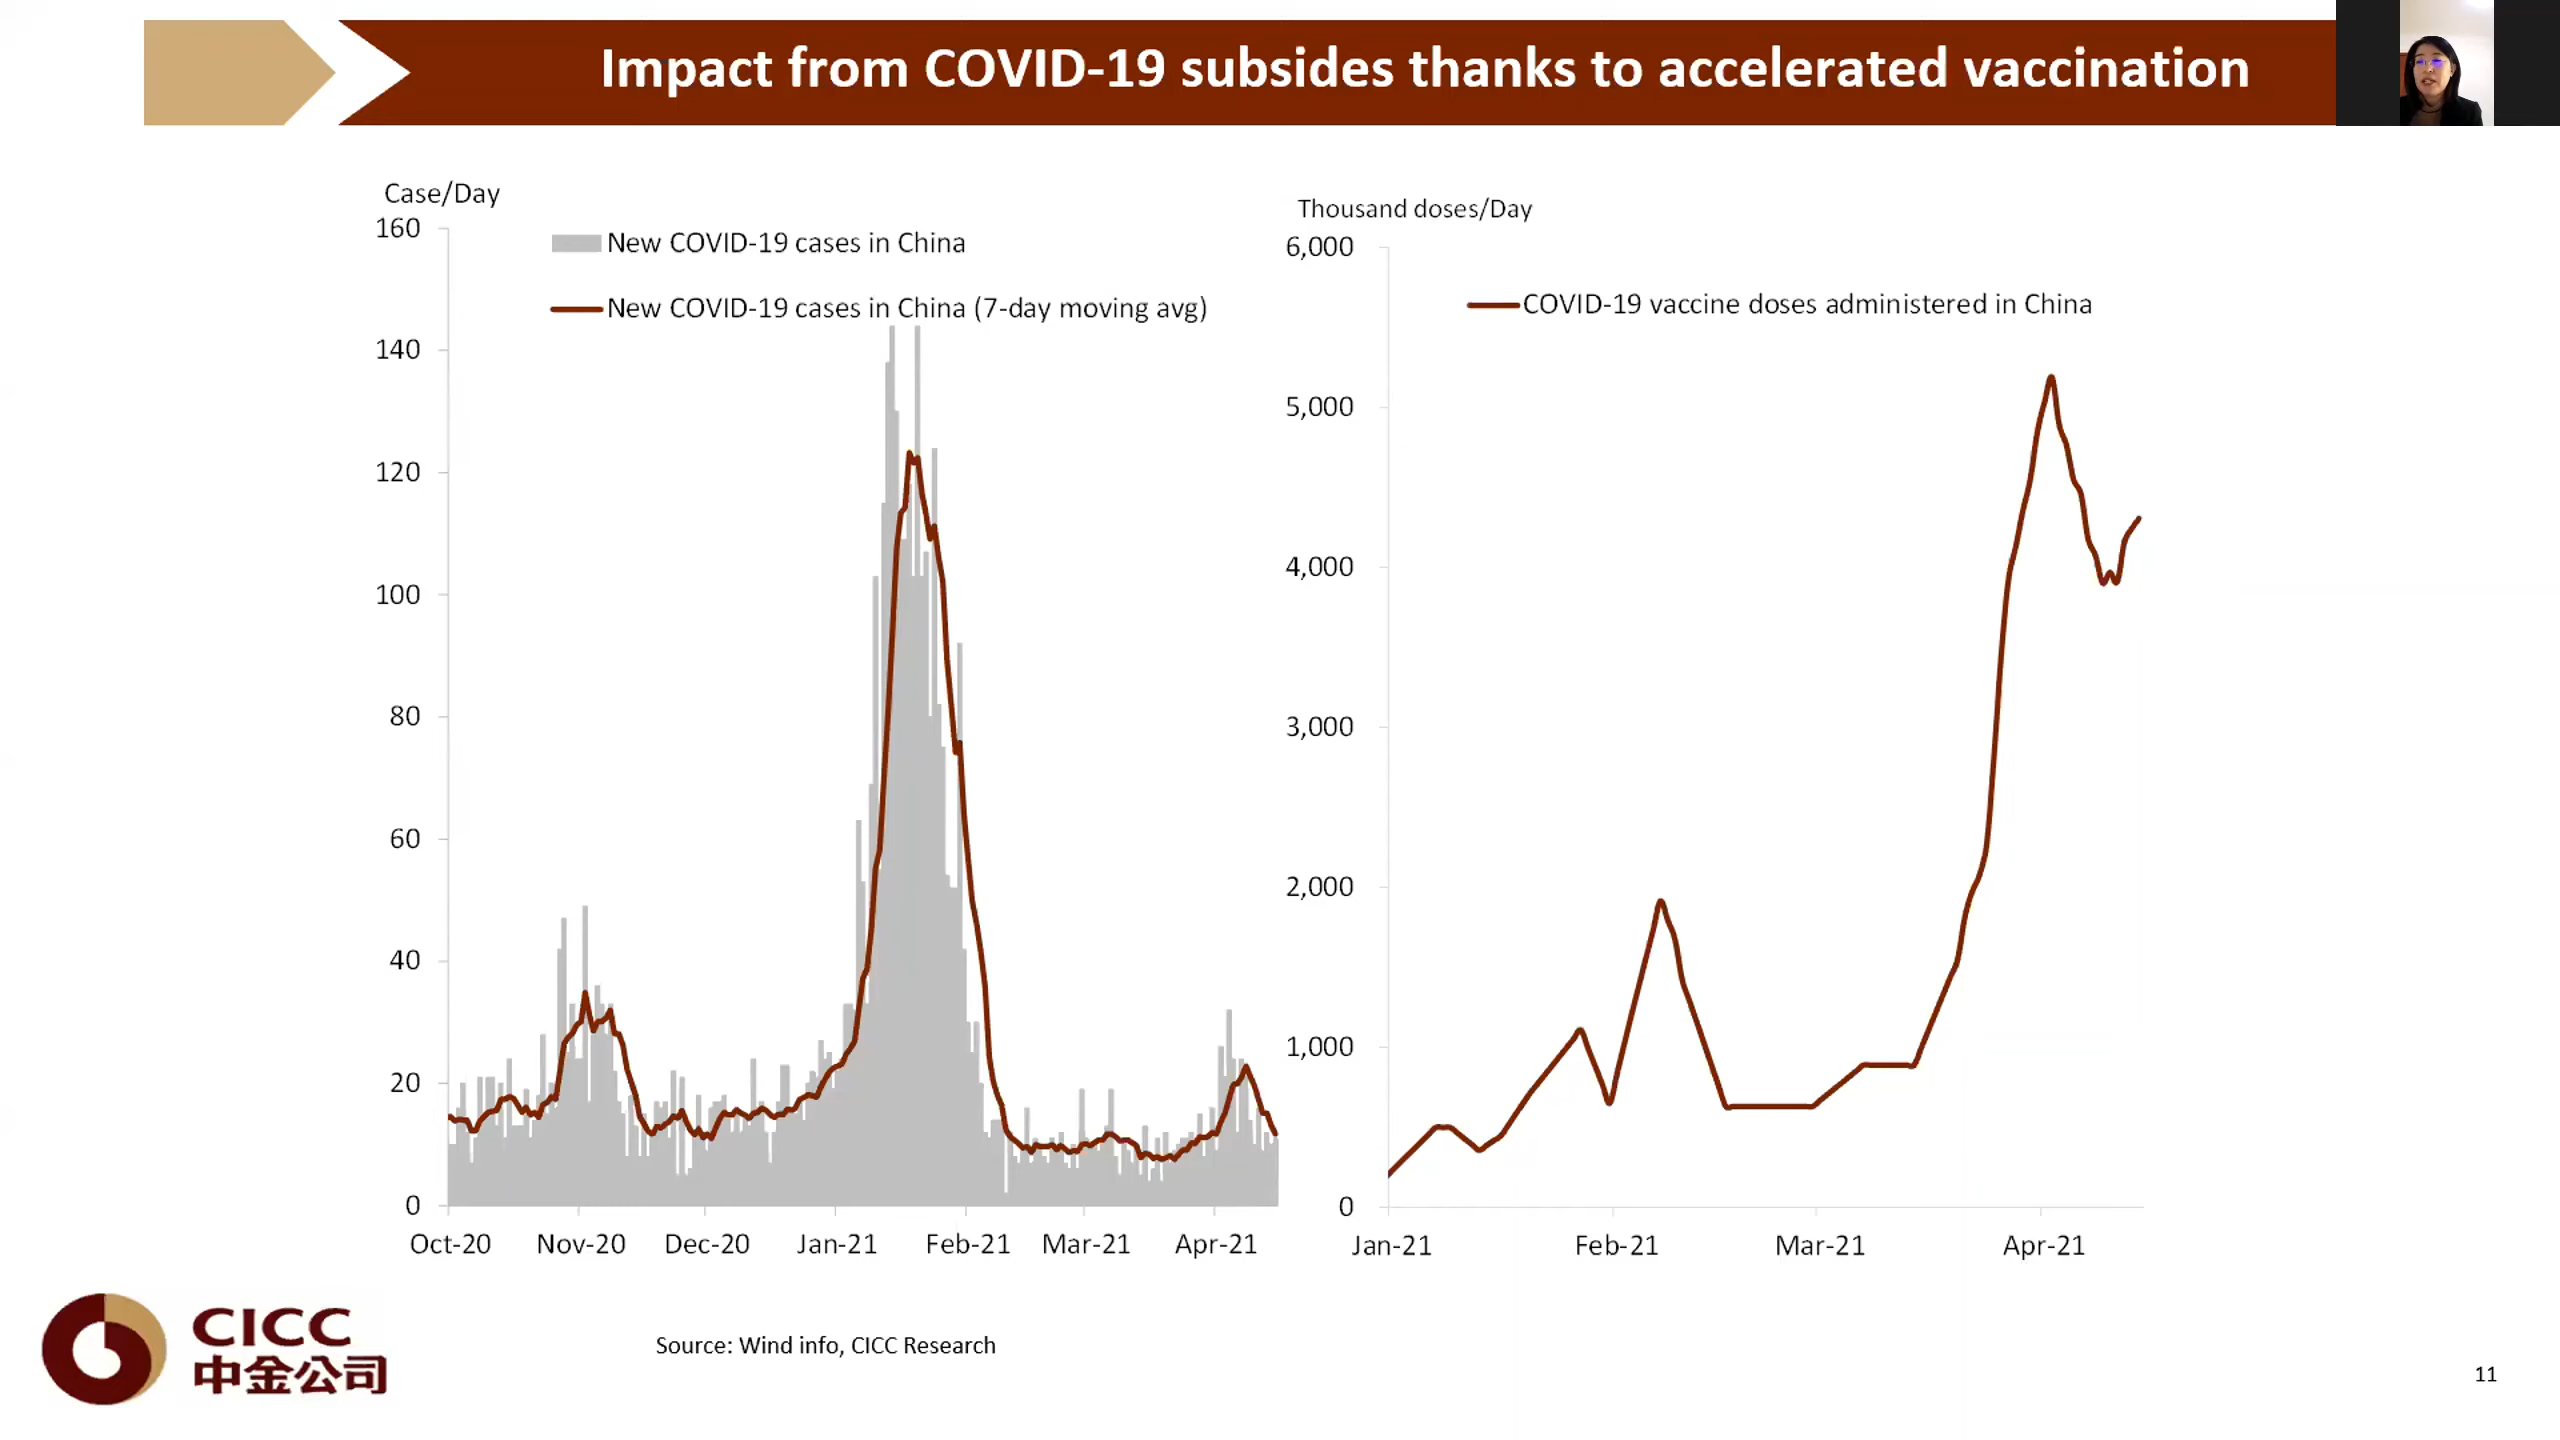 Impact from COVID-19 subsides thanks to accelerated vaccination
Case/Day
160
140
120
100
80
60
40
20
0
New COVID-19 cases in China
New COVID-19 cases in China (7-day moving avg)
Oct-20 Nov-20 Dec-20 Jan-21 Feb-21 Mar-21 Apr-21
Thousand doses/Day
6,000
5,000
4,000
3,000
2,000
1,000
0
COVID-19 vaccine doses administered in China
Jan-21 Feb-21 Mar-21 Apr-21
CICC
中金公司
Source: Wind info, CICC Research
11